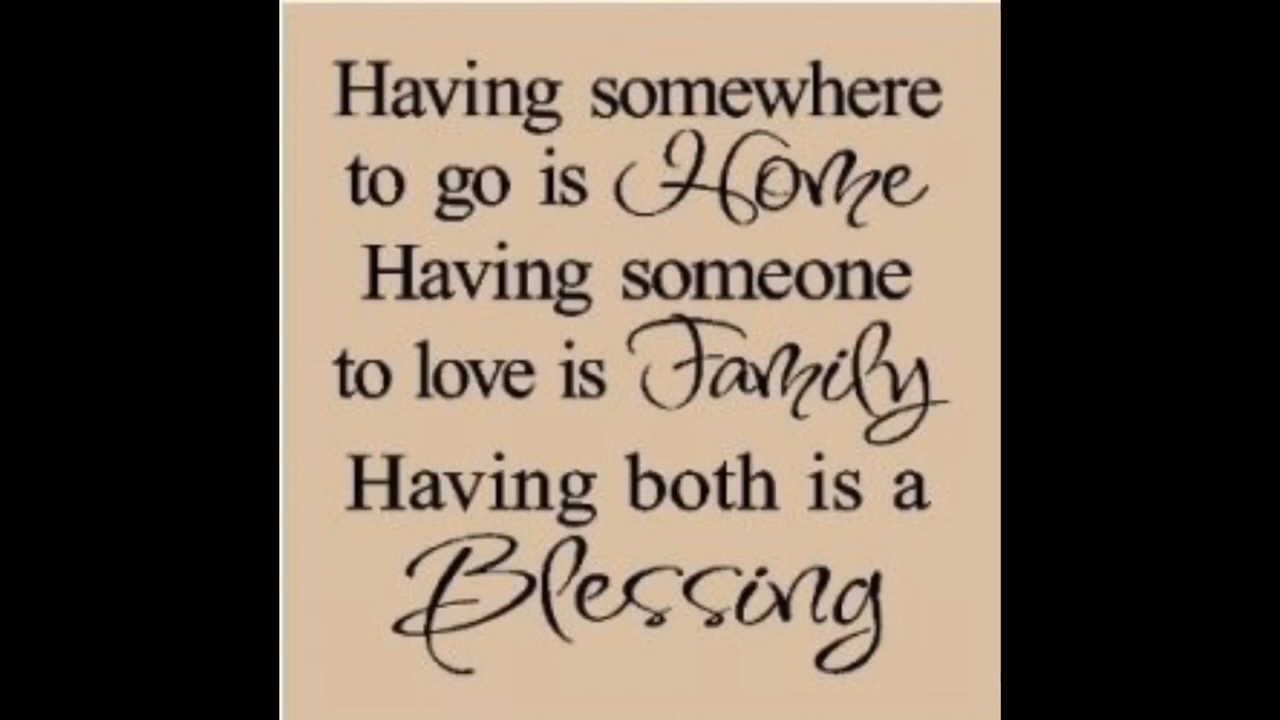 Having somewhere
to go is Home
Having someone
to love is Family
Having both is a
Blessing